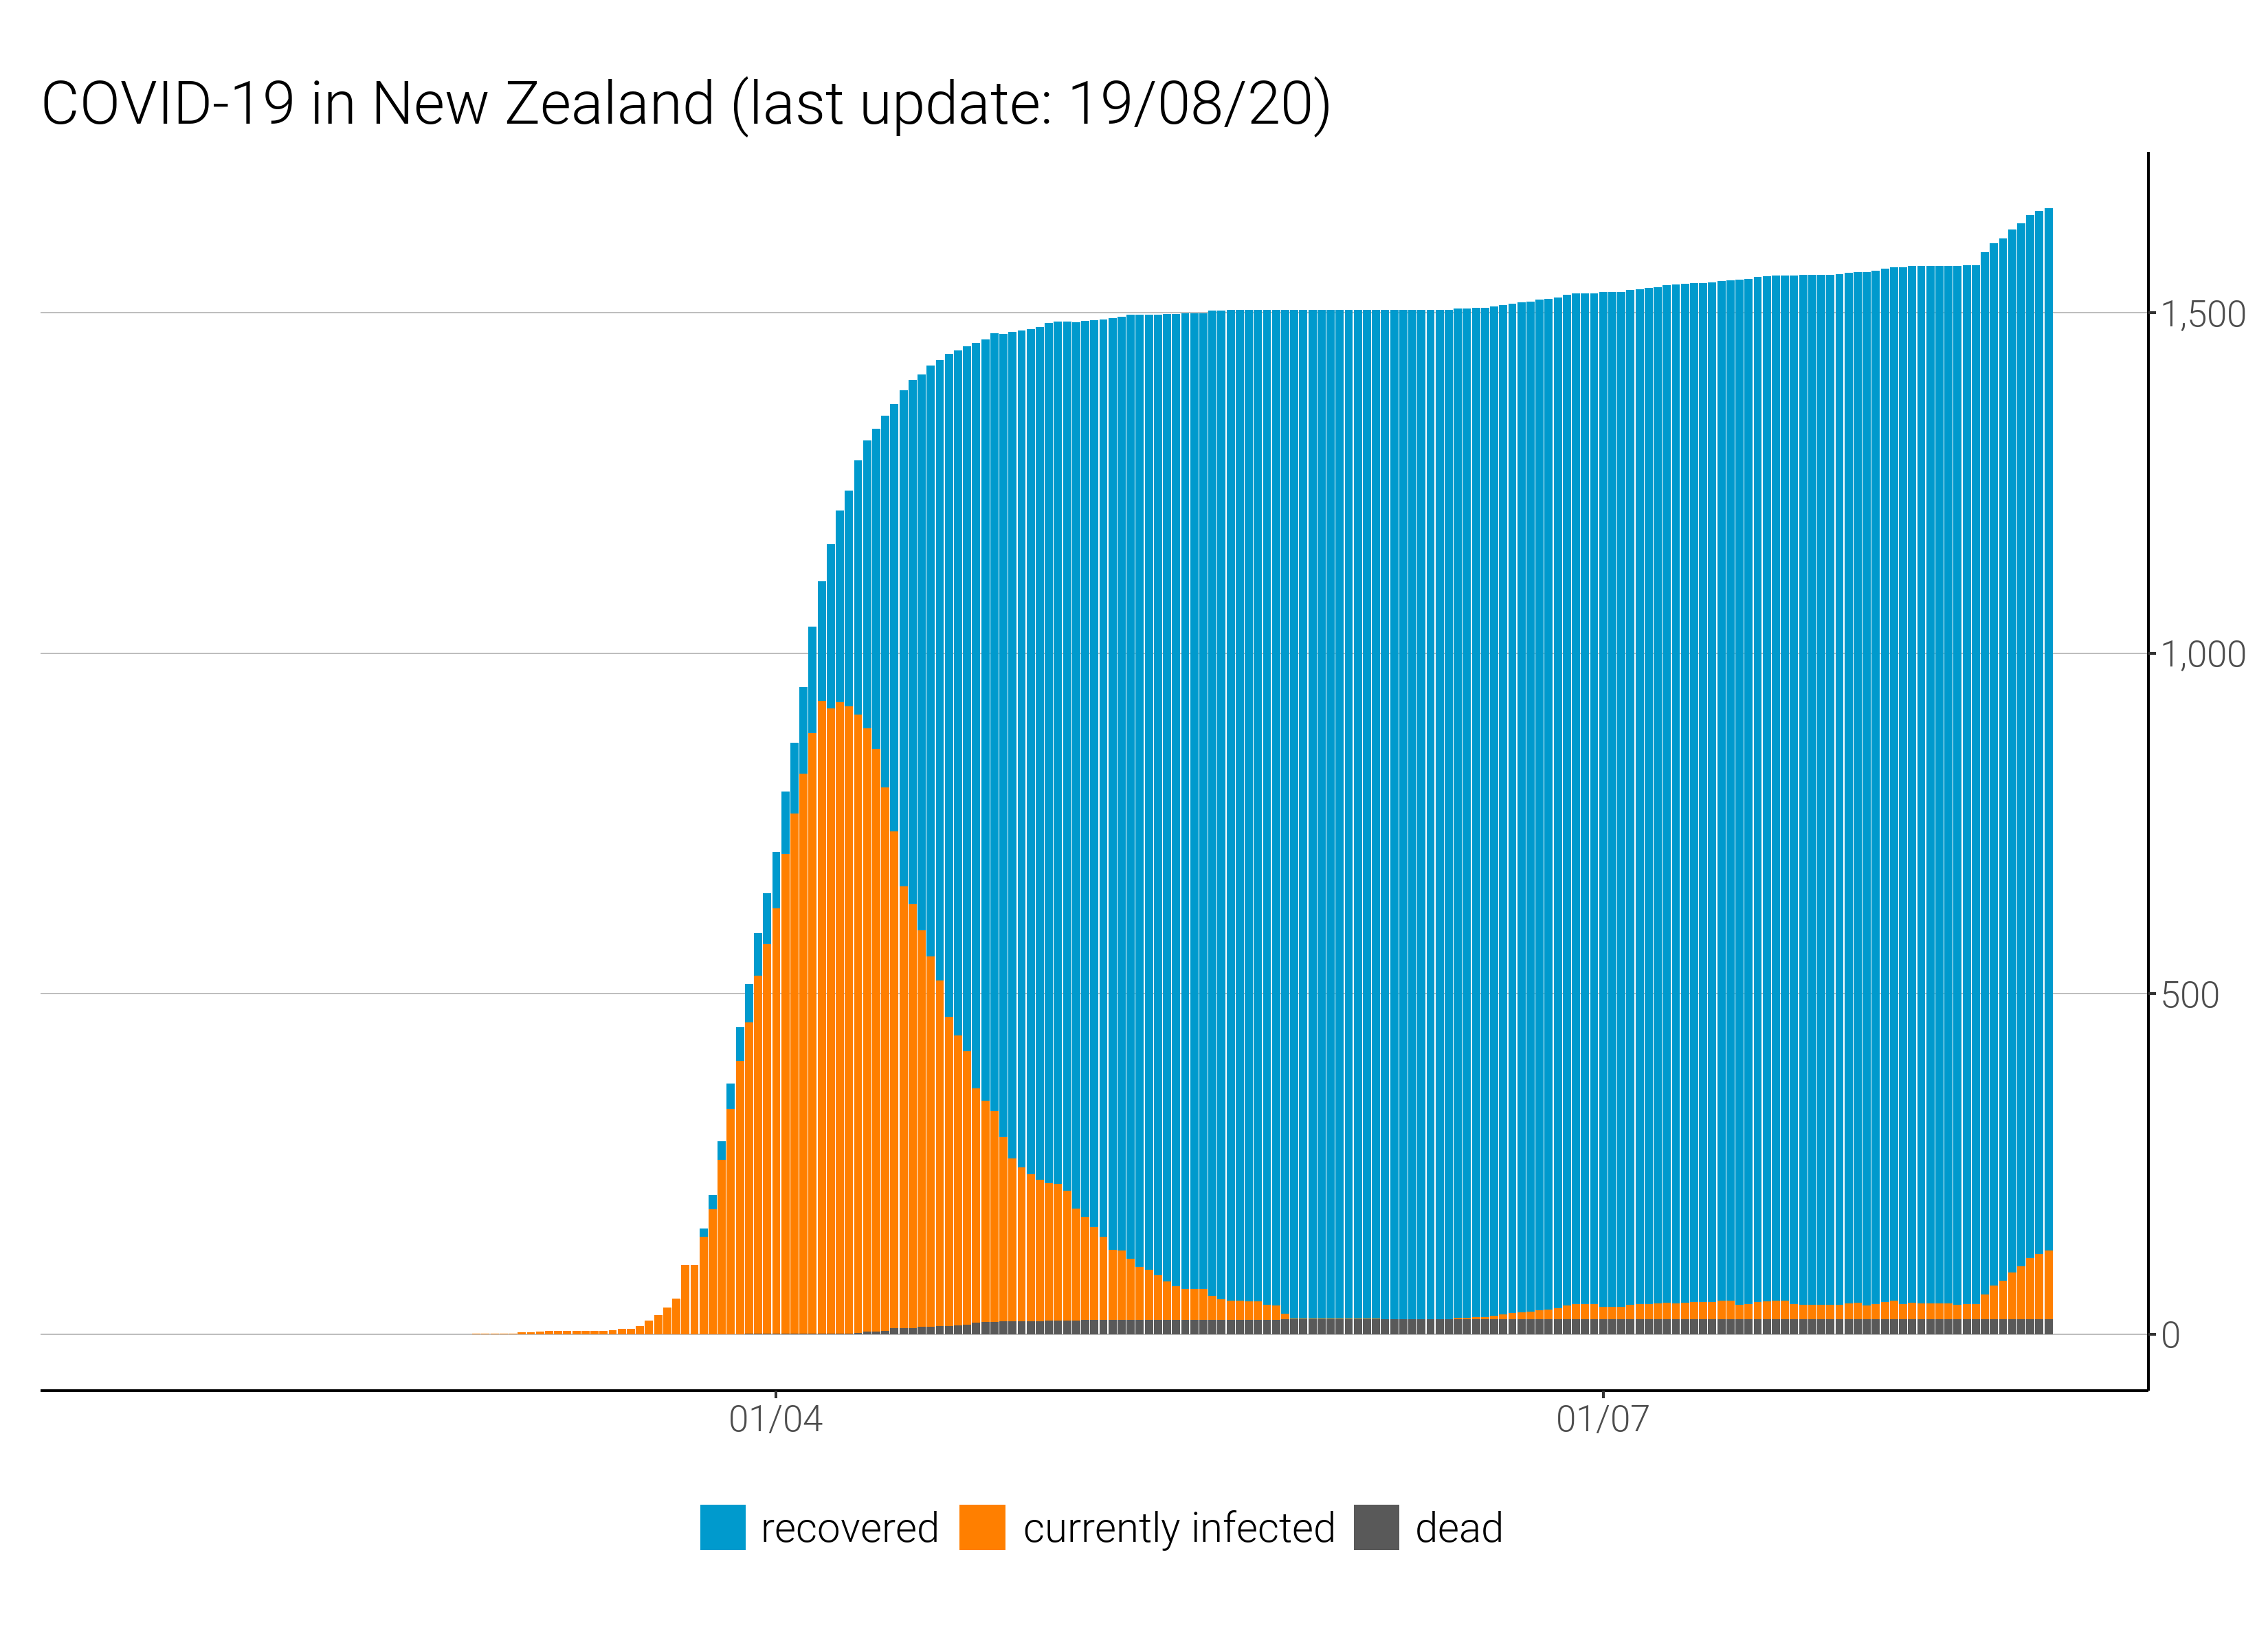 COVID-19 in New Zealand (last update: 19/08/20)
1,500
1,000
500
0
01/04 01/07
recovered currently infected dead